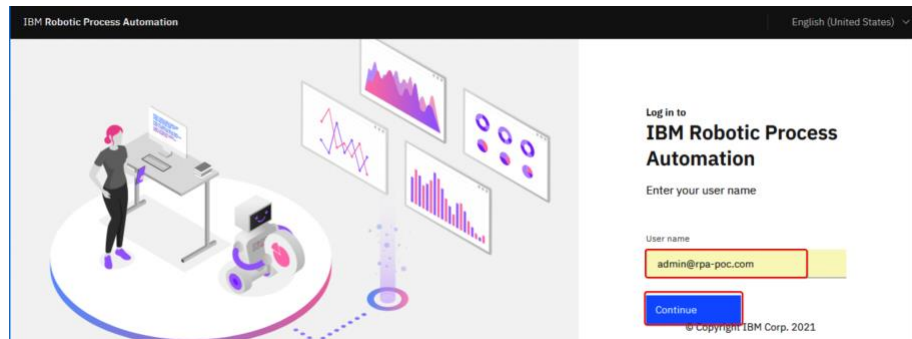 IBM Robotic Process Automation
English (United States)
Log in to
IBM Robotic Process
Automation
Enter your user name
User name
admin@rpa-poc.com
Continue
© Copyright IBM Corp. 2021